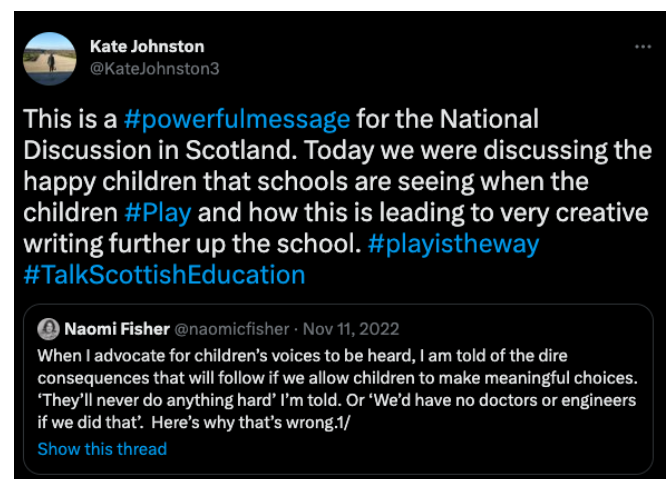 Kate Johnston
@KateJohnston3
This is a #powerfulmessage for the National
Discussion in Scotland. Today we were discussing the
happy children that schools are seeing when the
children #Play and how this is leading to very creative
writing further up the school. #playistheway
#TalkScottishEducation
Naomi Fisher @naomicfisher · Nov 11, 2022
When I advocate for children’s voices to be heard, I am told of the dire
consequences that will follow if we allow children to make meaningful choices.
‘They’ll never do anything hard’ I’m told. Or ‘We’d have no doctors or engineers
if we did that’.  Here’s why that’s wrong.1/
Show this thread